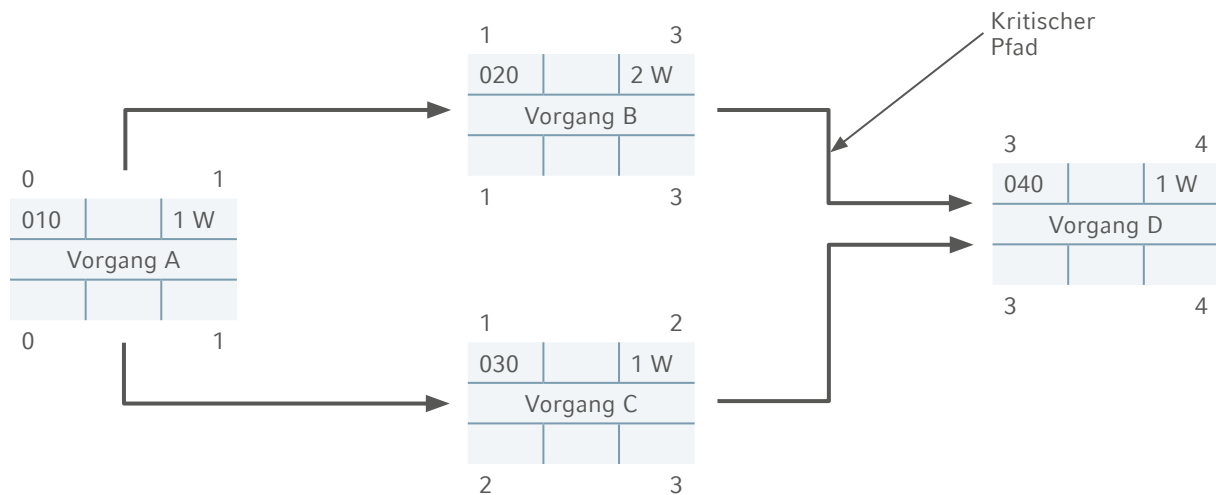 0 1
010 1 W
Vorgang A
0 1
1 3
020 2 W
Vorgang B
1 3
1 2
030 1 W
Vorgang C
2 3
Kritischer
Pfad
3 4
040 1 W
Vorgang D
3 4